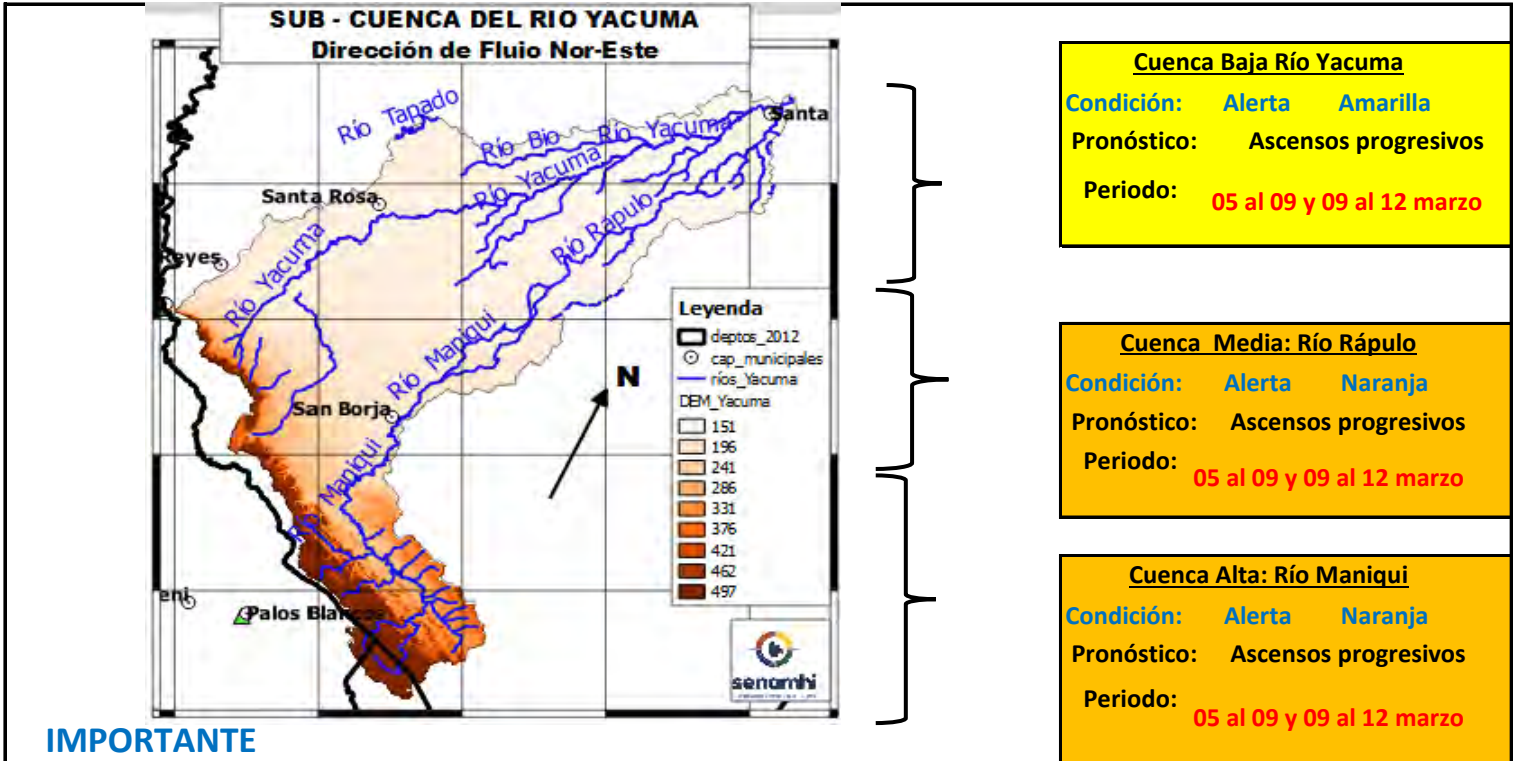 SUB - CUENCA DEL RIO YACUMA
Dirección de Flujo Nor-Este
Río Tapado
Río Bio
Río Yacuma
Santa
Río Yacuma
Santa Rosa
Río Rápulo
Reyes
Río Yacuma
Río Maniqui
San Borja
Río Maniqui
Río Maniqui
eni
Palos Blancos
N
Leyenda
deptos_2012
cap_municipales
ríos_Yacuma
DEM_Yacuma
151
196
241
286
331
376
421
462
497
senamhi
Cuenca Baja Río Yacuma
Condición: Alerta Amarilla
Pronóstico: Ascensos progresivos
Periodo: 05 al 09 y 09 al 12 marzo
Cuenca Media: Río Rápulo
Condición: Alerta Naranja
Pronóstico: Ascensos progresivos
Periodo: 05 al 09 y 09 al 12 marzo
Cuenca Alta: Río Maniqui
Condición: Alerta Naranja
Pronóstico: Ascensos progresivos
Periodo: 05 al 09 y 09 al 12 marzo
IMPORTANTE